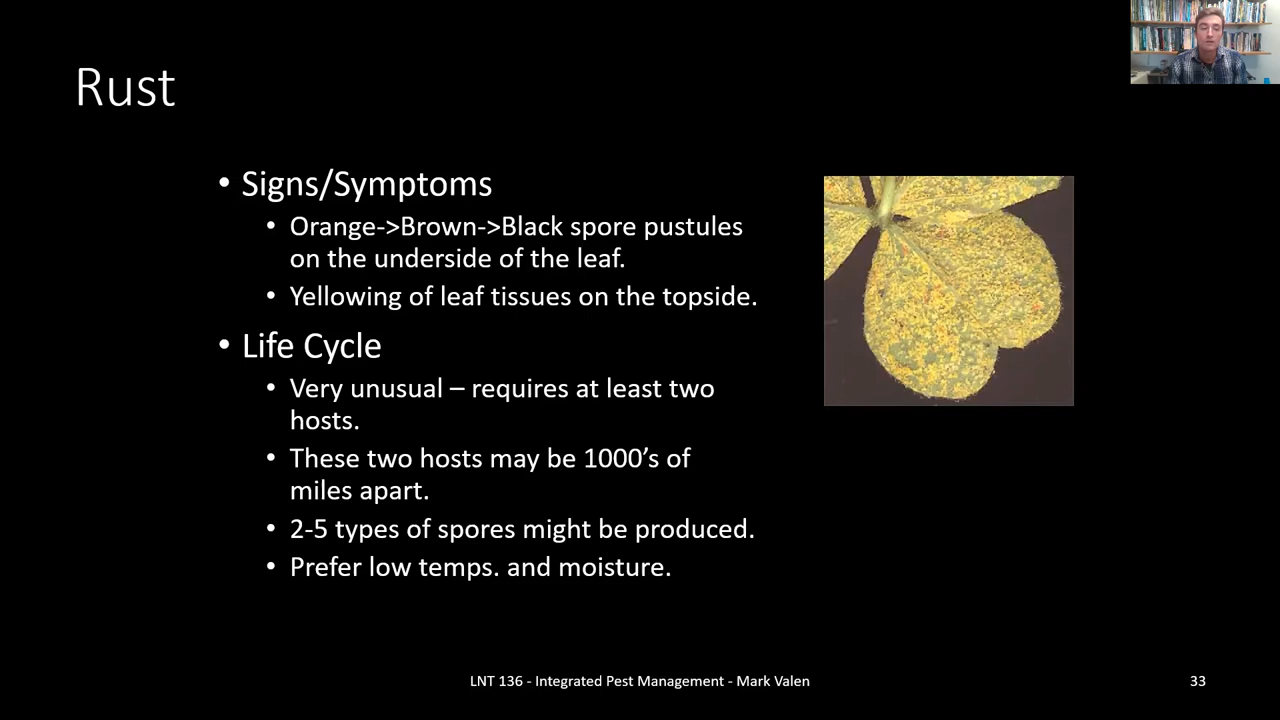 Rust
• Signs/Symptoms
• Orange->Brown->Black spore pustules
on the underside of the leaf.
• Yellowing of leaf tissues on the topside.
• Life Cycle
• Very unusual – requires at least two
hosts.
• These two hosts may be 1000’s of
miles apart.
• 2-5 types of spores might be produced.
• Prefer low temps. and moisture.
LNT 136 - Integrated Pest Management - Mark Valen
33